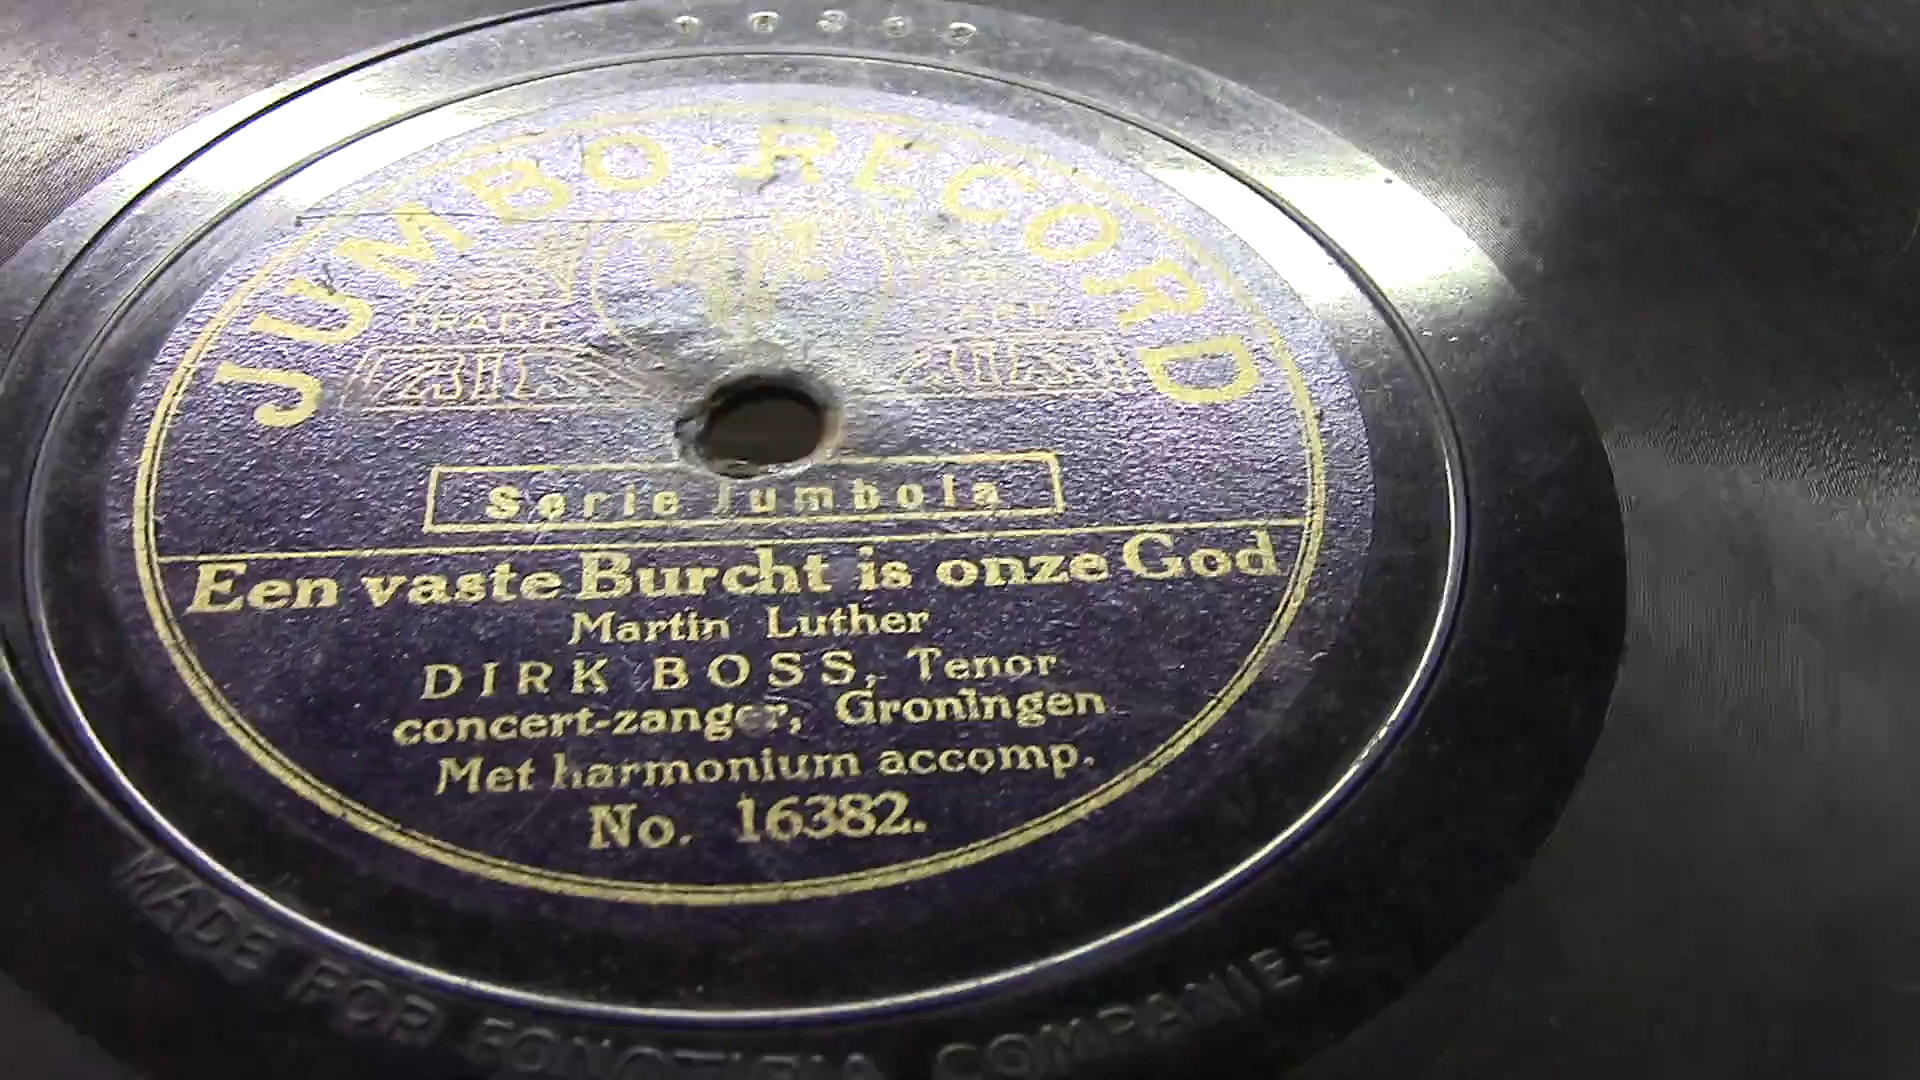 JUMBO-RECORD
TRADE MARK
Serie Jumbola
Een vaste Burcht is onze God
Martin Luther
DIRK BOSS, Tenor
concert-zanger, Groningen
Met harmonium accomp.
No. 16382.
MADE FOR FONOTIPIA COMPANIES